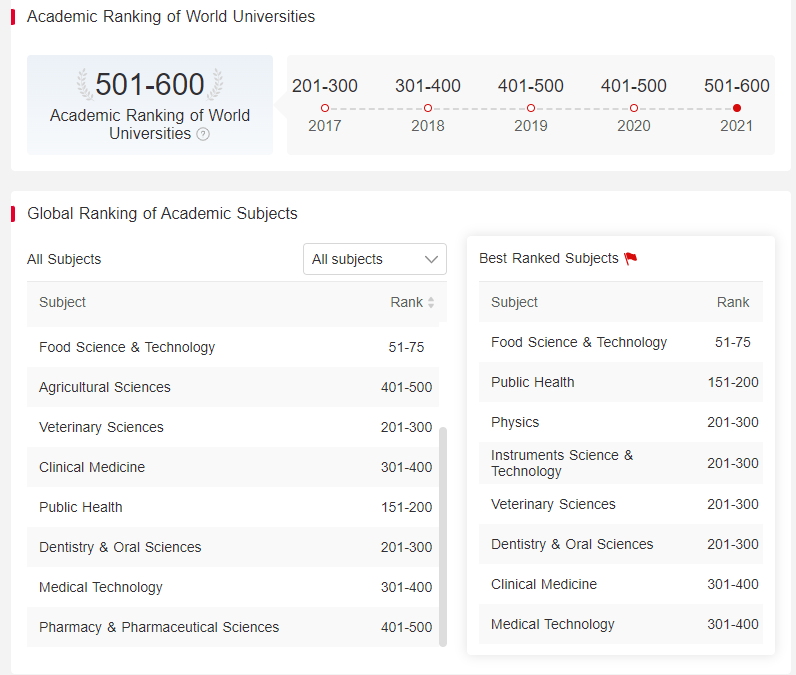 Academic Ranking of World Universities
501-600
Academic Ranking of World
Universities ?
201-300 301-400 401-500 401-500 501-600
2017 2018 2019 2020 2021
Global Ranking of Academic Subjects
All Subjects
All subjects
Subject Rank
Food Science & Technology 51-75
Agricultural Sciences 401-500
Veterinary Sciences 201-300
Clinical Medicine 301-400
Public Health 151-200
Dentistry & Oral Sciences 201-300
Medical Technology 301-400
Pharmacy & Pharmaceutical Sciences 401-500
Best Ranked Subjects
Subject Rank
Food Science & Technology 51-75
Public Health 151-200
Physics 201-300
Instruments Science &
Technology 201-300
Veterinary Sciences 201-300
Dentistry & Oral Sciences 201-300
Clinical Medicine 301-400
Medical Technology 301-400